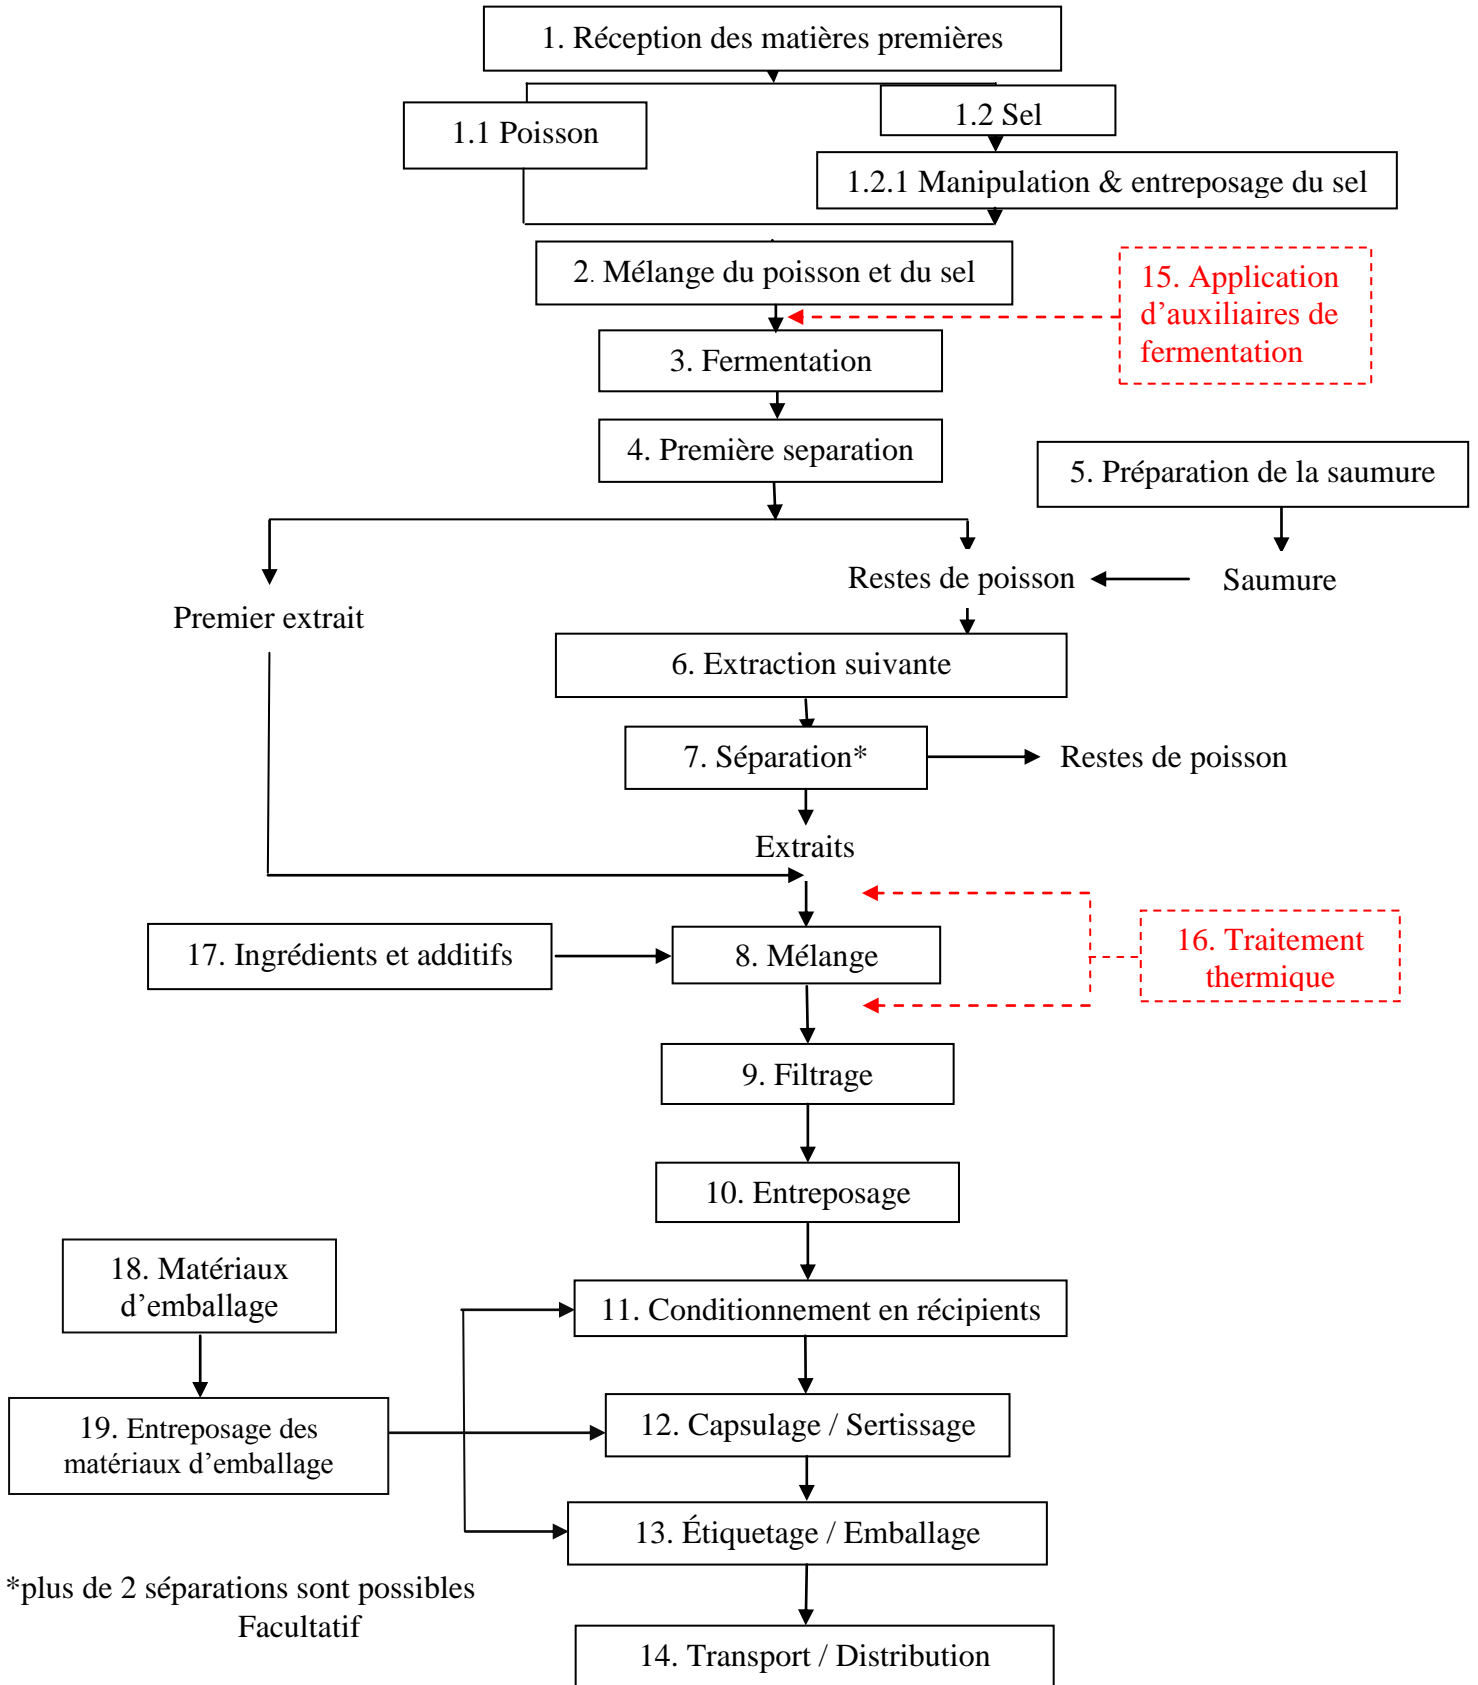 1. Réception des matières premières
1.1 Poisson
1.2 Sel
1.2.1 Manipulation & entreposage du sel
2. Mélange du poisson et du sel
15. Application
d’auxiliaires de
fermentation
3. Fermentation
4. Première separation
5. Préparation de la saumure
Restes de poisson
Saumure
Premier extrait
6. Extraction suivante
7. Séparation*
Restes de poisson
Extraits
17. Ingrédients et additifs
8. Mélange
16. Traitement
thermique
9. Filtrage
10. Entreposage
18. Matériaux
d’emballage
11. Conditionnement en récipients
19. Entreposage des
matériaux d’emballage
12. Capsulage / Sertissage
13. Étiquetage / Emballage
*plus de 2 séparations sont possibles
Facultatif
14. Transport / Distribution